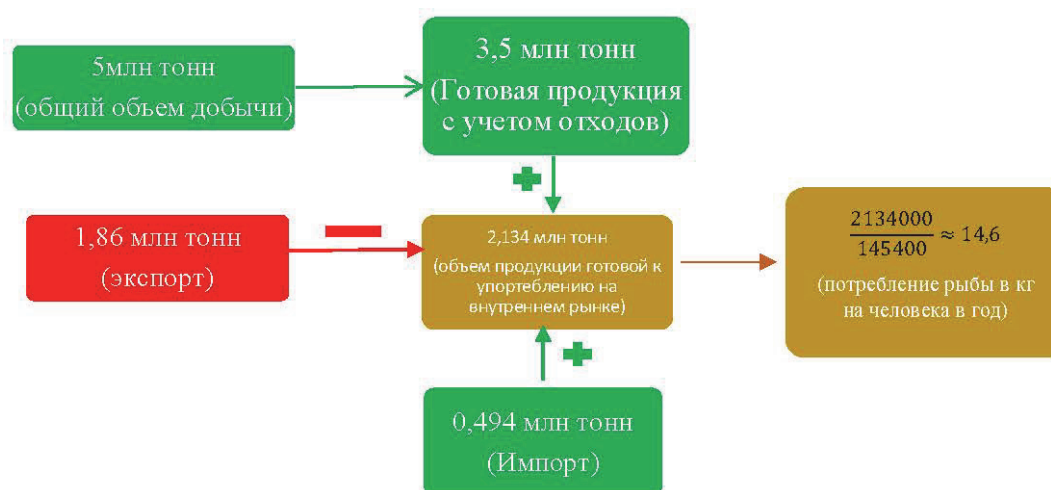 5млн тонн
(общий объем добычи)
3,5 млн тонн
(Готовая продукция
с учетом отходов)
1,86 млн тонн
(экспорт)
2,134 млн тонн
(объем продукции готовой к
упортеблению на
внутреннем рынке)
2134000
145400
≈ 14,6
(потребление рыбы в кг
на человека в год)
0,494 млн тонн
(Импорт)